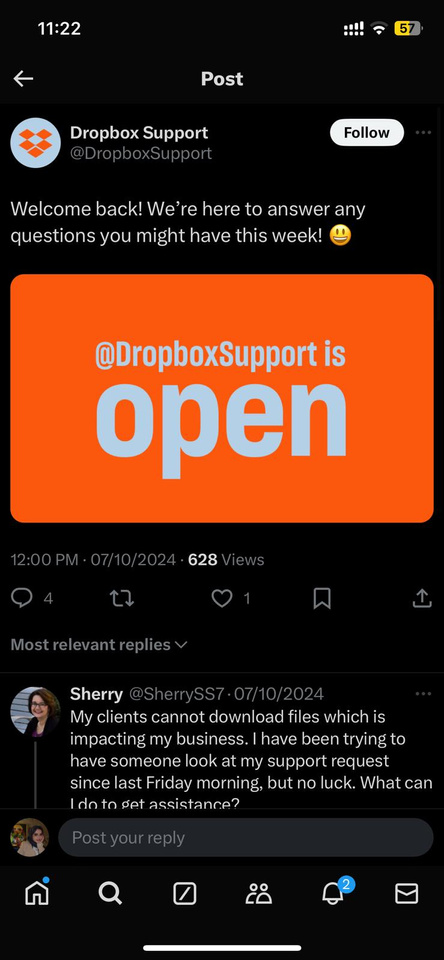 11:22
57
Post
Dropbox Support
Follow
@DropboxSupport
Welcome back! We’re here to answer any
questions you might have this week! 😃
@DropboxSupport is
open
12:00 PM · 07/10/2024 · 628 Views
4
1
Most relevant replies
Sherry @SherrySS7 · 07/10/2024
My clients cannot download files which is
impacting my business. I have been trying to
have someone look at my support request
since last Friday morning, but no luck. What can
I do to get assistance?
Post your reply
2